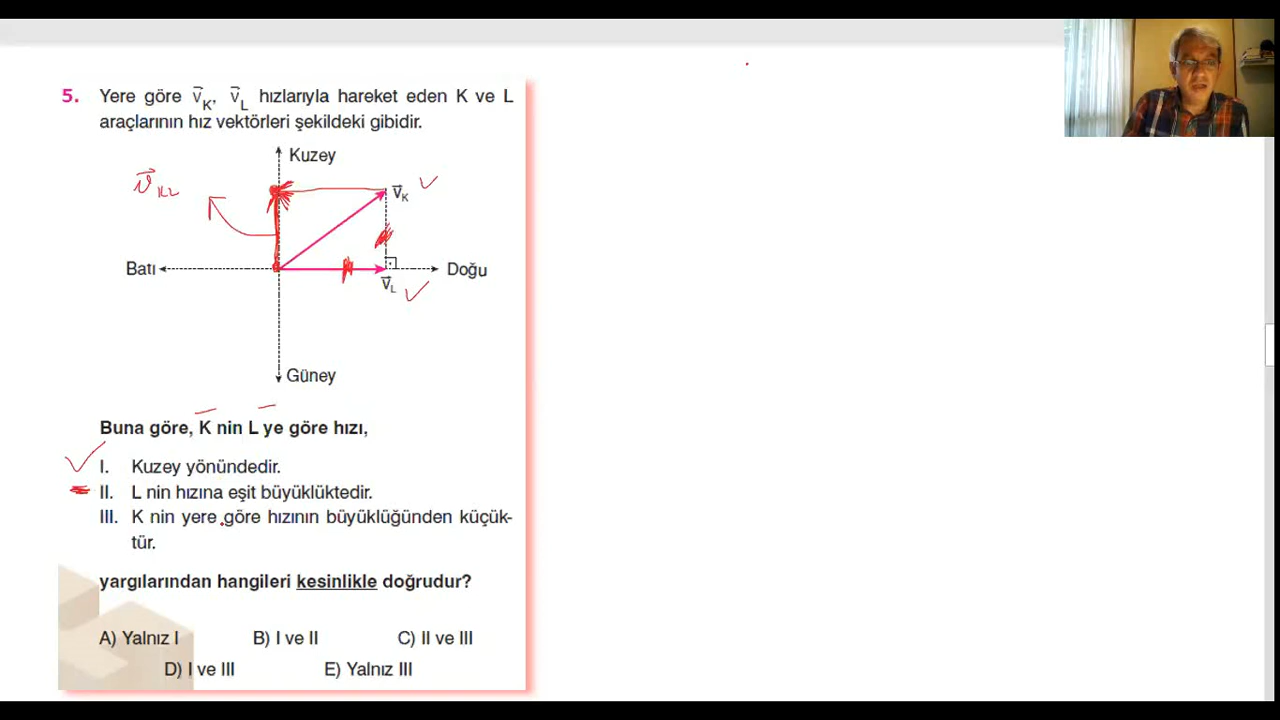 5. Yere göre v⃗K, v⃗L hızlarıyla hareket eden K ve L
araçlarının hız vektörleri şekildeki gibidir.
Kuzey
v⃗KL
v⃗K
Batı
Doğu
v⃗L
Güney
Buna göre, K nin L ye göre hızı,
I. Kuzey yönündedir.
II. L nin hızına eşit büyüklüktedir.
III. K nin yere göre hızının büyüklüğünden küçük-
tür.
yargılarından hangileri kesinlikle doğrudur?
A) Yalnız I B) I ve II C) II ve III
D) I ve III E) Yalnız III